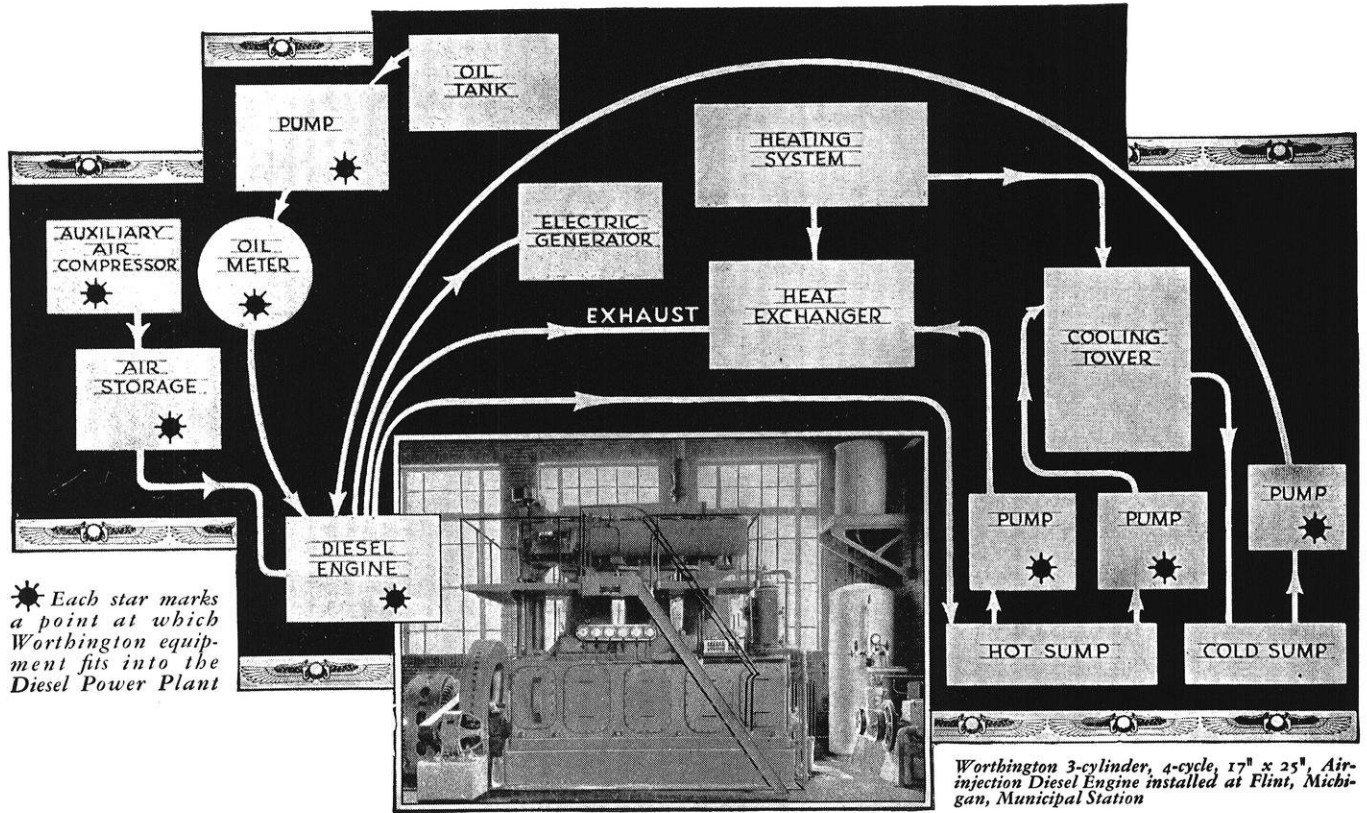 OIL
TANK
PUMP
HEATING
SYSTEM
AUXILIARY
AIR
COMPRESSOR
OIL
METER
ELECTRIC
GENERATOR
EXHAUST
HEAT
EXCHANGER
COOLING
TOWER
AIR
STORAGE
PUMP
PUMP
PUMP
DIESEL
ENGINE
HOT SUMP
COLD SUMP
Each star marks
a point at which
Worthington equip-
ment fits into the
Diesel Power Plant
Worthington 3-cylinder, 4-cycle, 17" x 25", Air-
injection Diesel Engine installed at Flint, Michi-
gan, Municipal Station